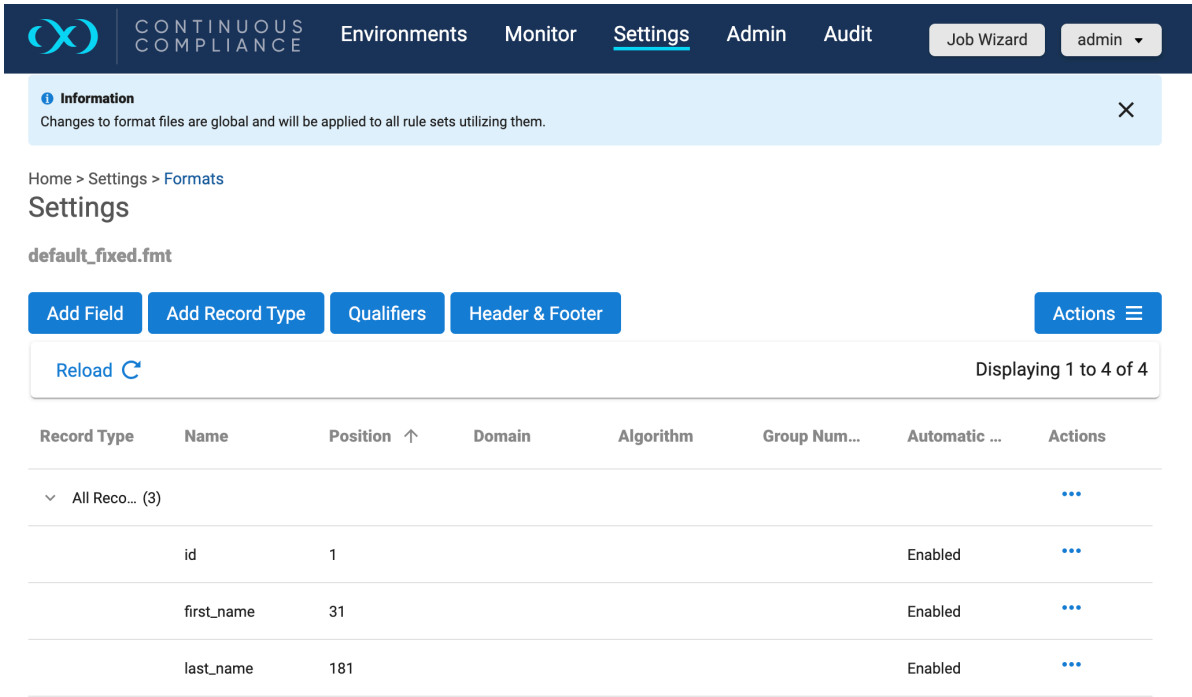 CONTINUOUS
COMPLIANCE
Environments Monitor Settings Admin Audit Job Wizard admin
Information
Changes to format files are global and will be applied to all rule sets utilizing them.
Home > Settings > Formats
Settings
default_fixed.fmt
Add Field Add Record Type Qualifiers Header & Footer Actions
Reload Displaying 1 to 4 of 4
Record Type Name Position Domain Algorithm Group Num... Automatic ... Actions
All Reco... (3)
id 1 Enabled
first_name 31 Enabled
last_name 181 Enabled